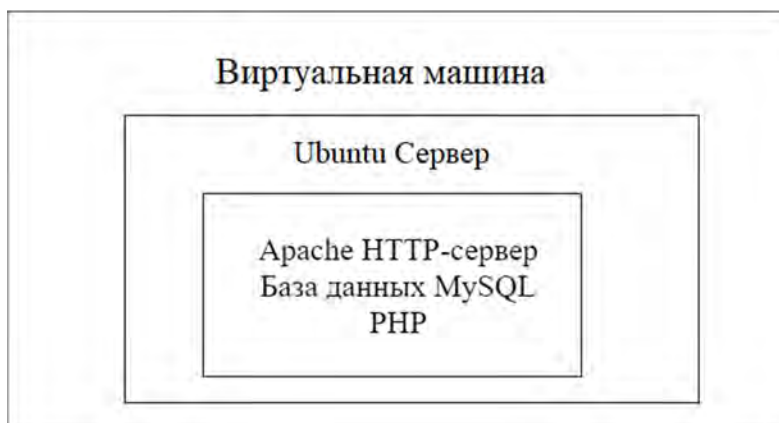 Виртуальная машина
Ubuntu Сервер
Apache HTTP-сервер
База данных MySQL
PHP